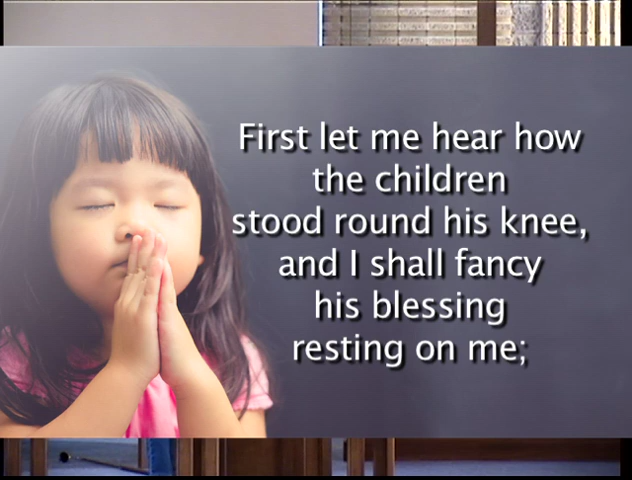 First let me hear how
the children
stood round his knee,
and I shall fancy
his blessing
resting on me;